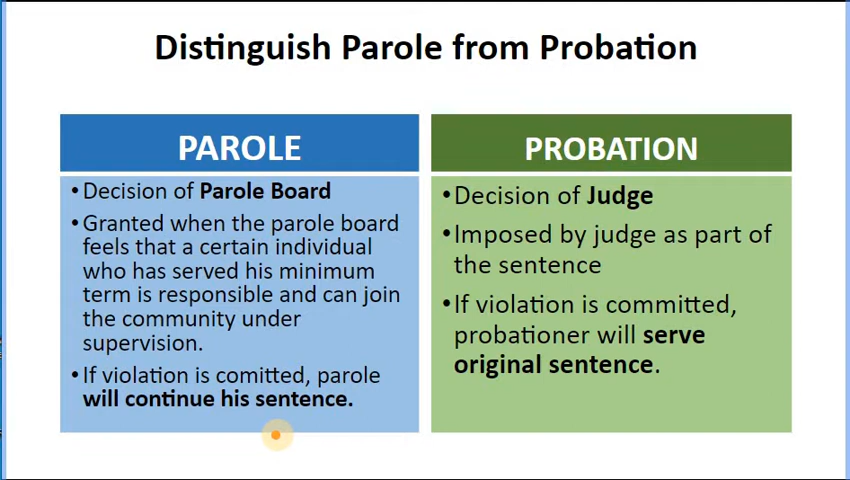 Distinguish Parole from Probation
PAROLE
•Decision of Parole Board
•Granted when the parole board
feels that a certain individual
who has served his minimum
term is responsible and can join
the community under
supervision.
•If violation is comitted, parole
will continue his sentence.
PROBATION
•Decision of Judge
•Imposed by judge as part of
the sentence
•If violation is committed,
probationer will serve
original sentence.